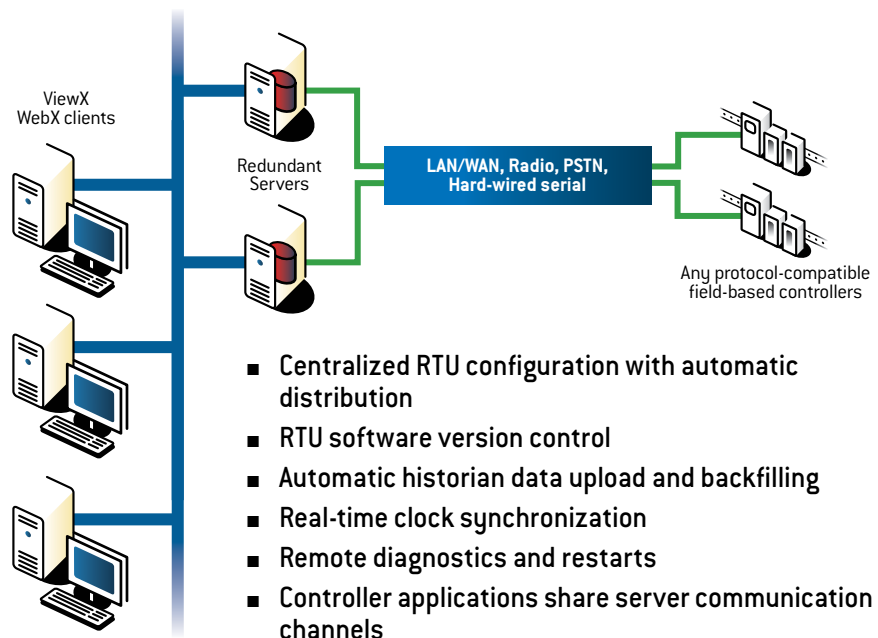 ViewX
WebX clients
Redundant
Servers
LAN/WAN, Radio, PSTN,
Hard-wired serial
Any protocol-compatible
field-based controllers
■ Centralized RTU configuration with automatic
distribution
■ RTU software version control
■ Automatic historian data upload and backfilling
■ Real-time clock synchronization
■ Remote diagnostics and restarts
■ Controller applications share server communication
channels